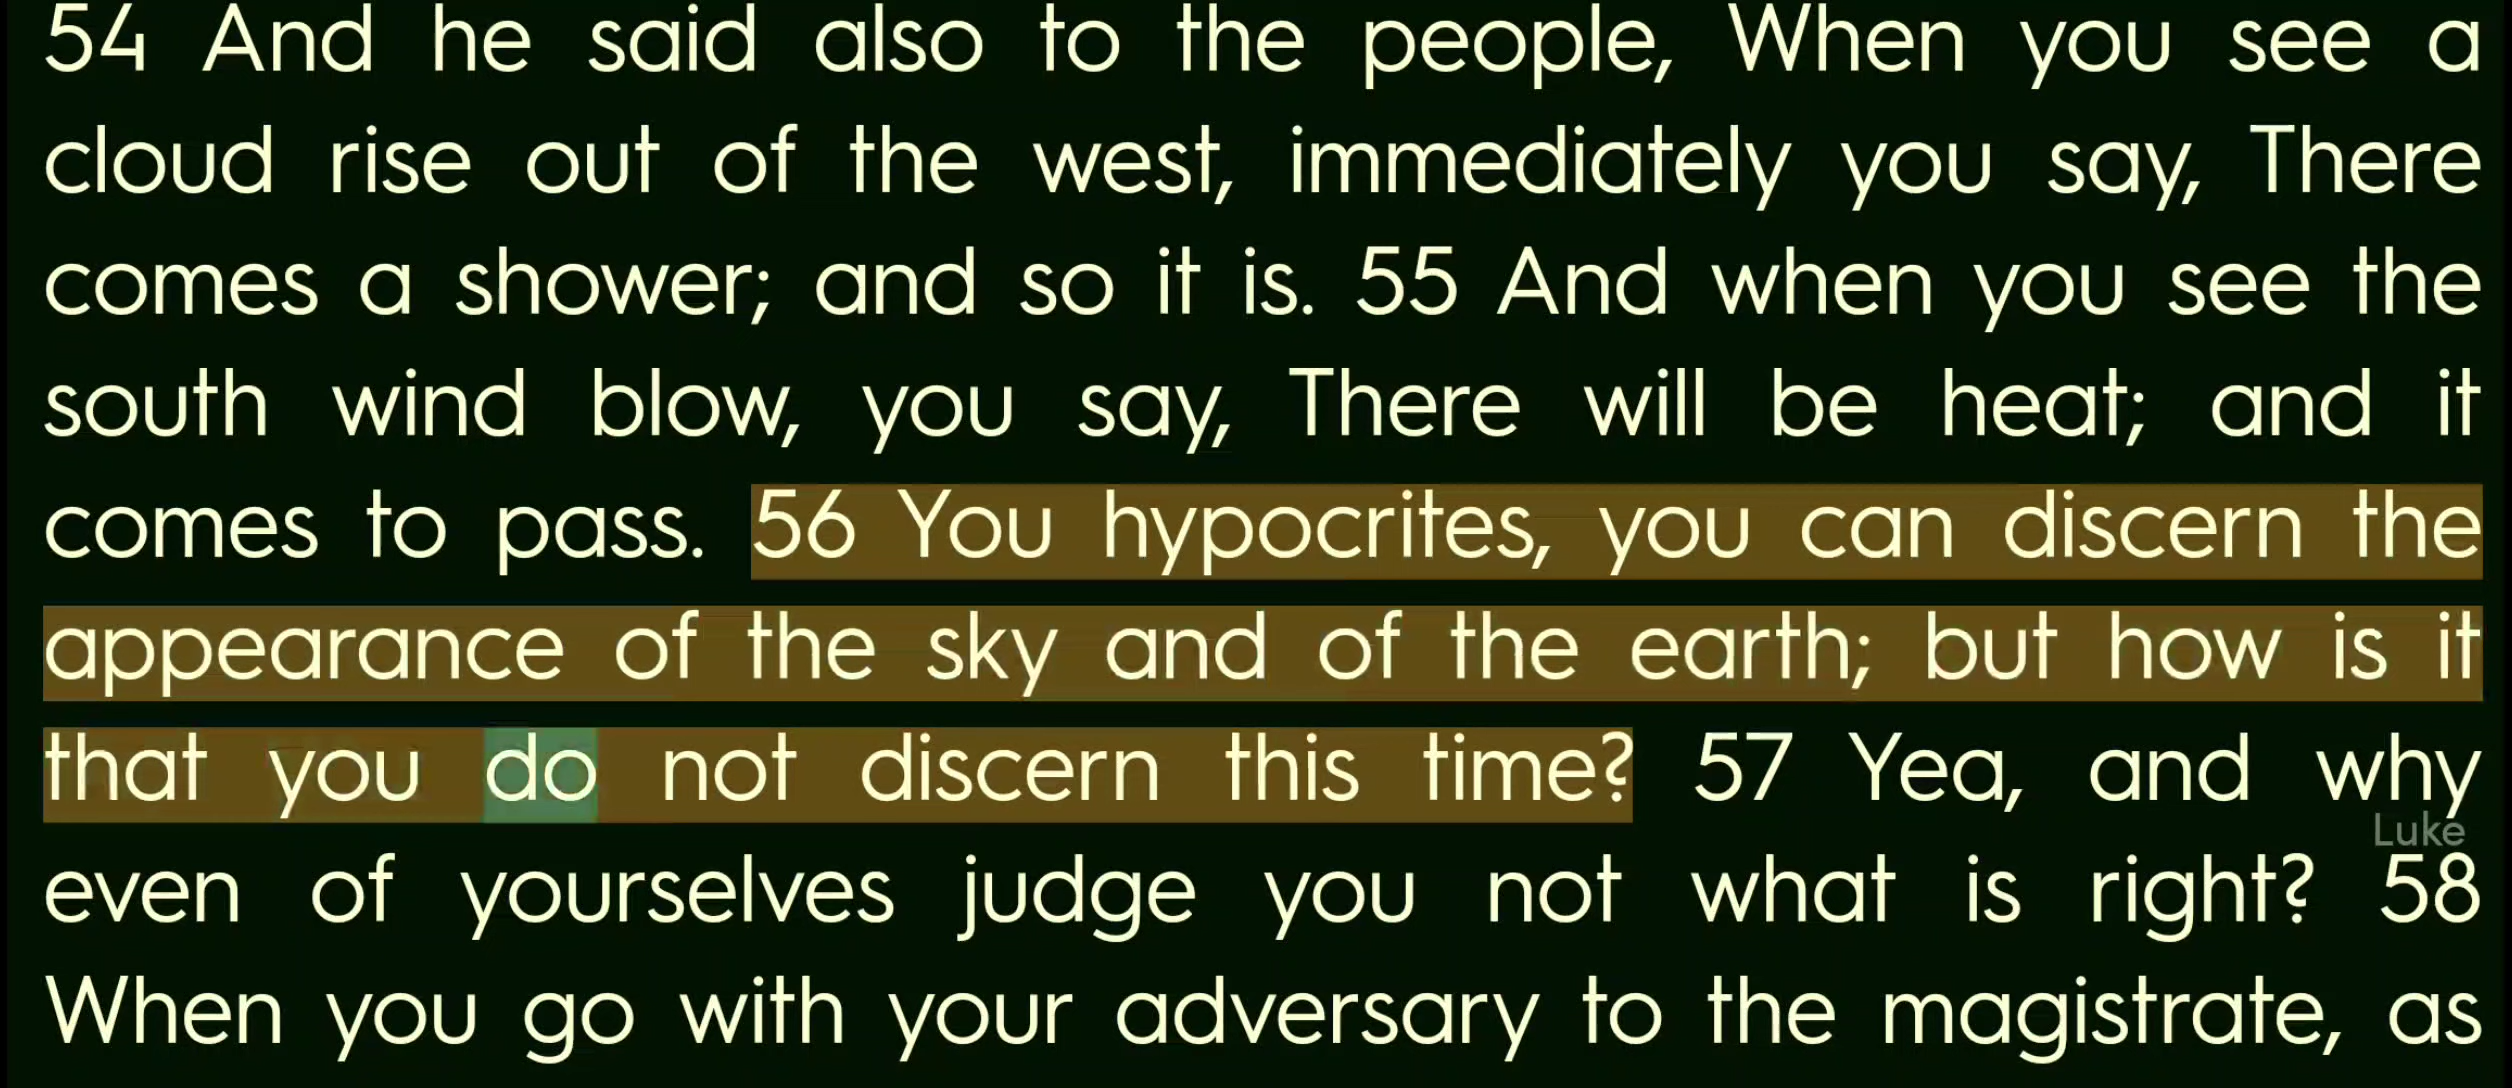 54 And he said also to the people, When you see a
cloud rise out of the west, immediately you say, There
comes a shower; and so it is. 55 And when you see the
south wind blow, you say, There will be heat; and it
comes to pass. 56 You hypocrites, you can discern the
appearance of the sky and of the earth; but how is it
that you do not discern this time? 57 Yea, and why
Luke
even of yourselves judge you not what is right? 58
When you go with your adversary to the magistrate, as